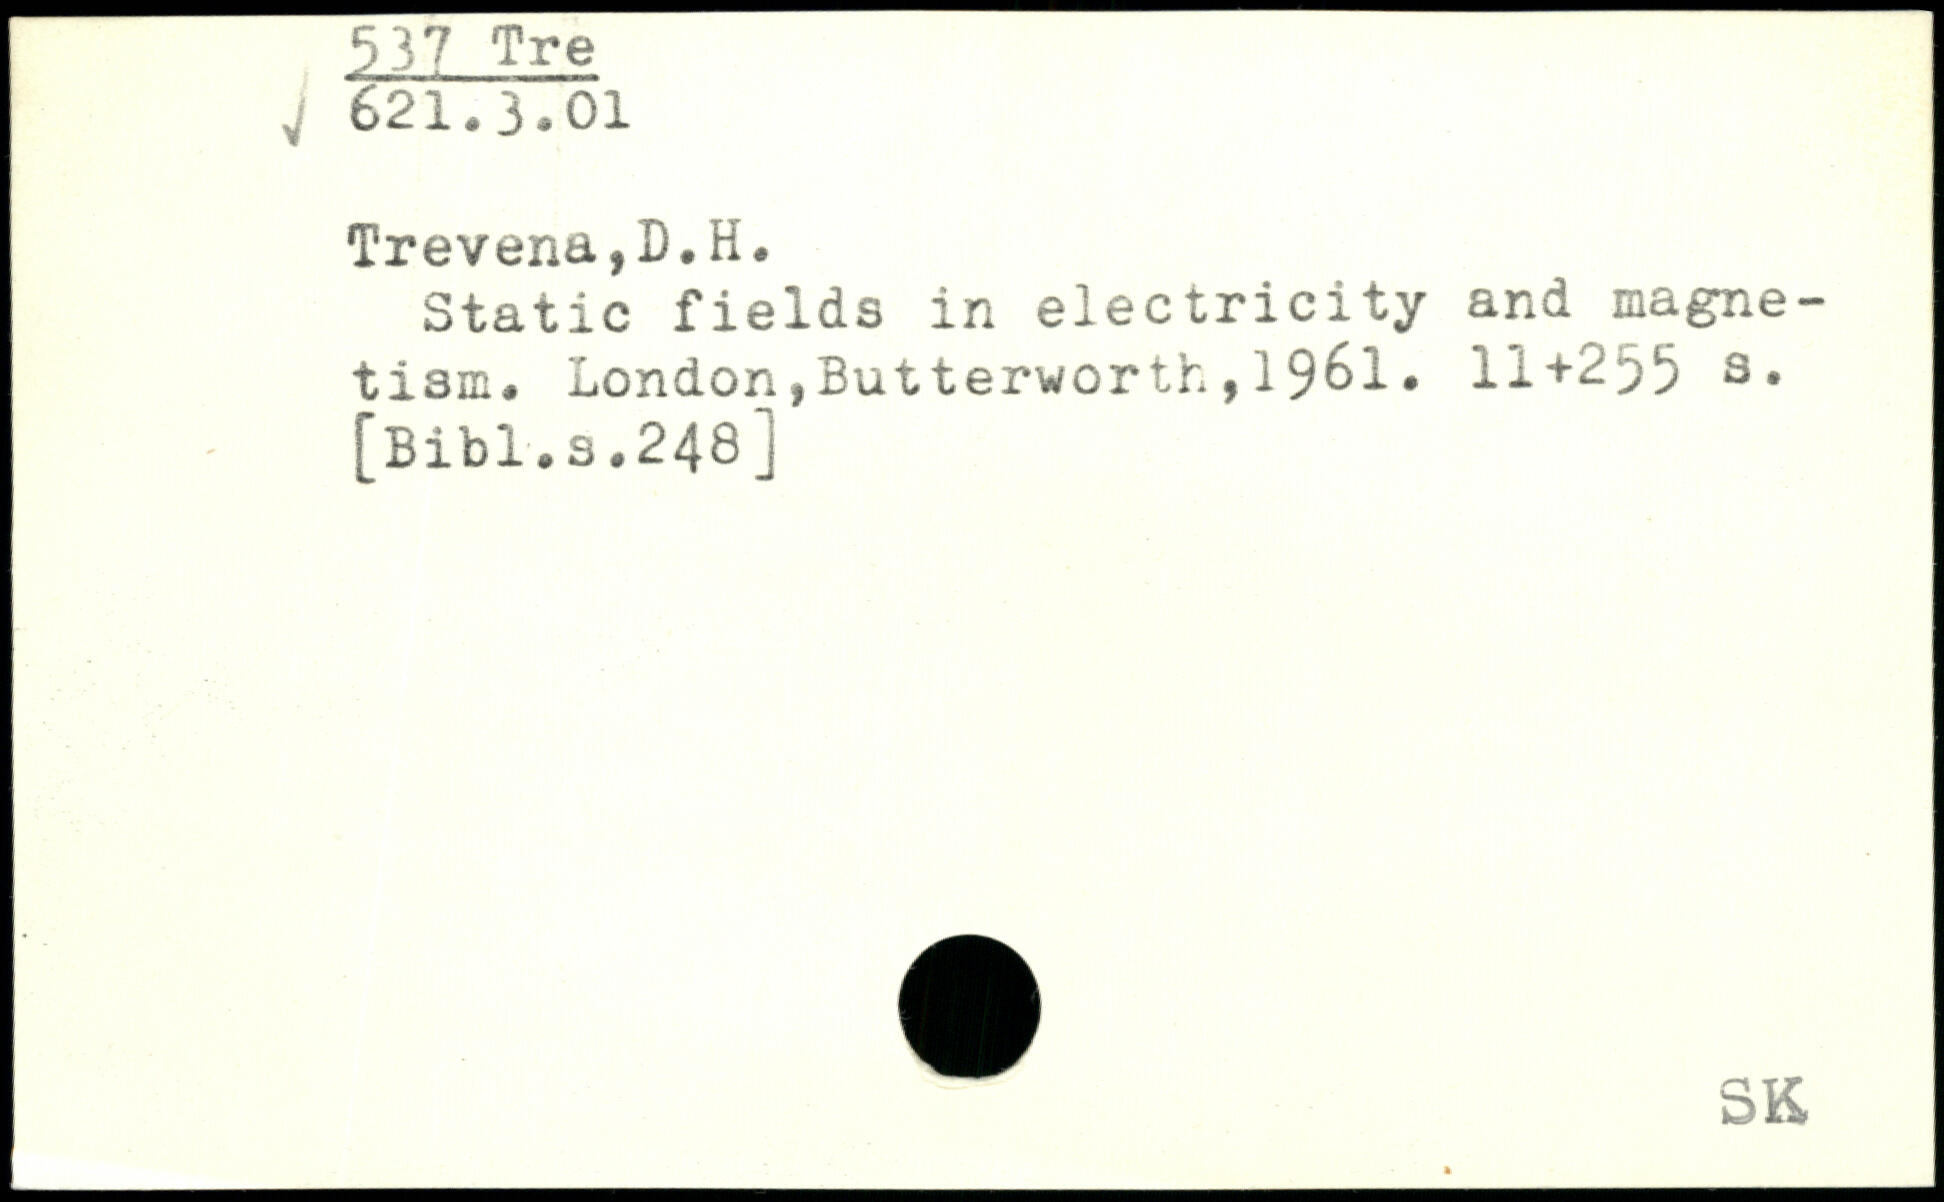 537 Tre
621.3.01
Trevena,D.H.
Static fields in electricity and magne-
tism. London,Butterworth,1961. 11+255 s.
[Bibl.s.248]
SK